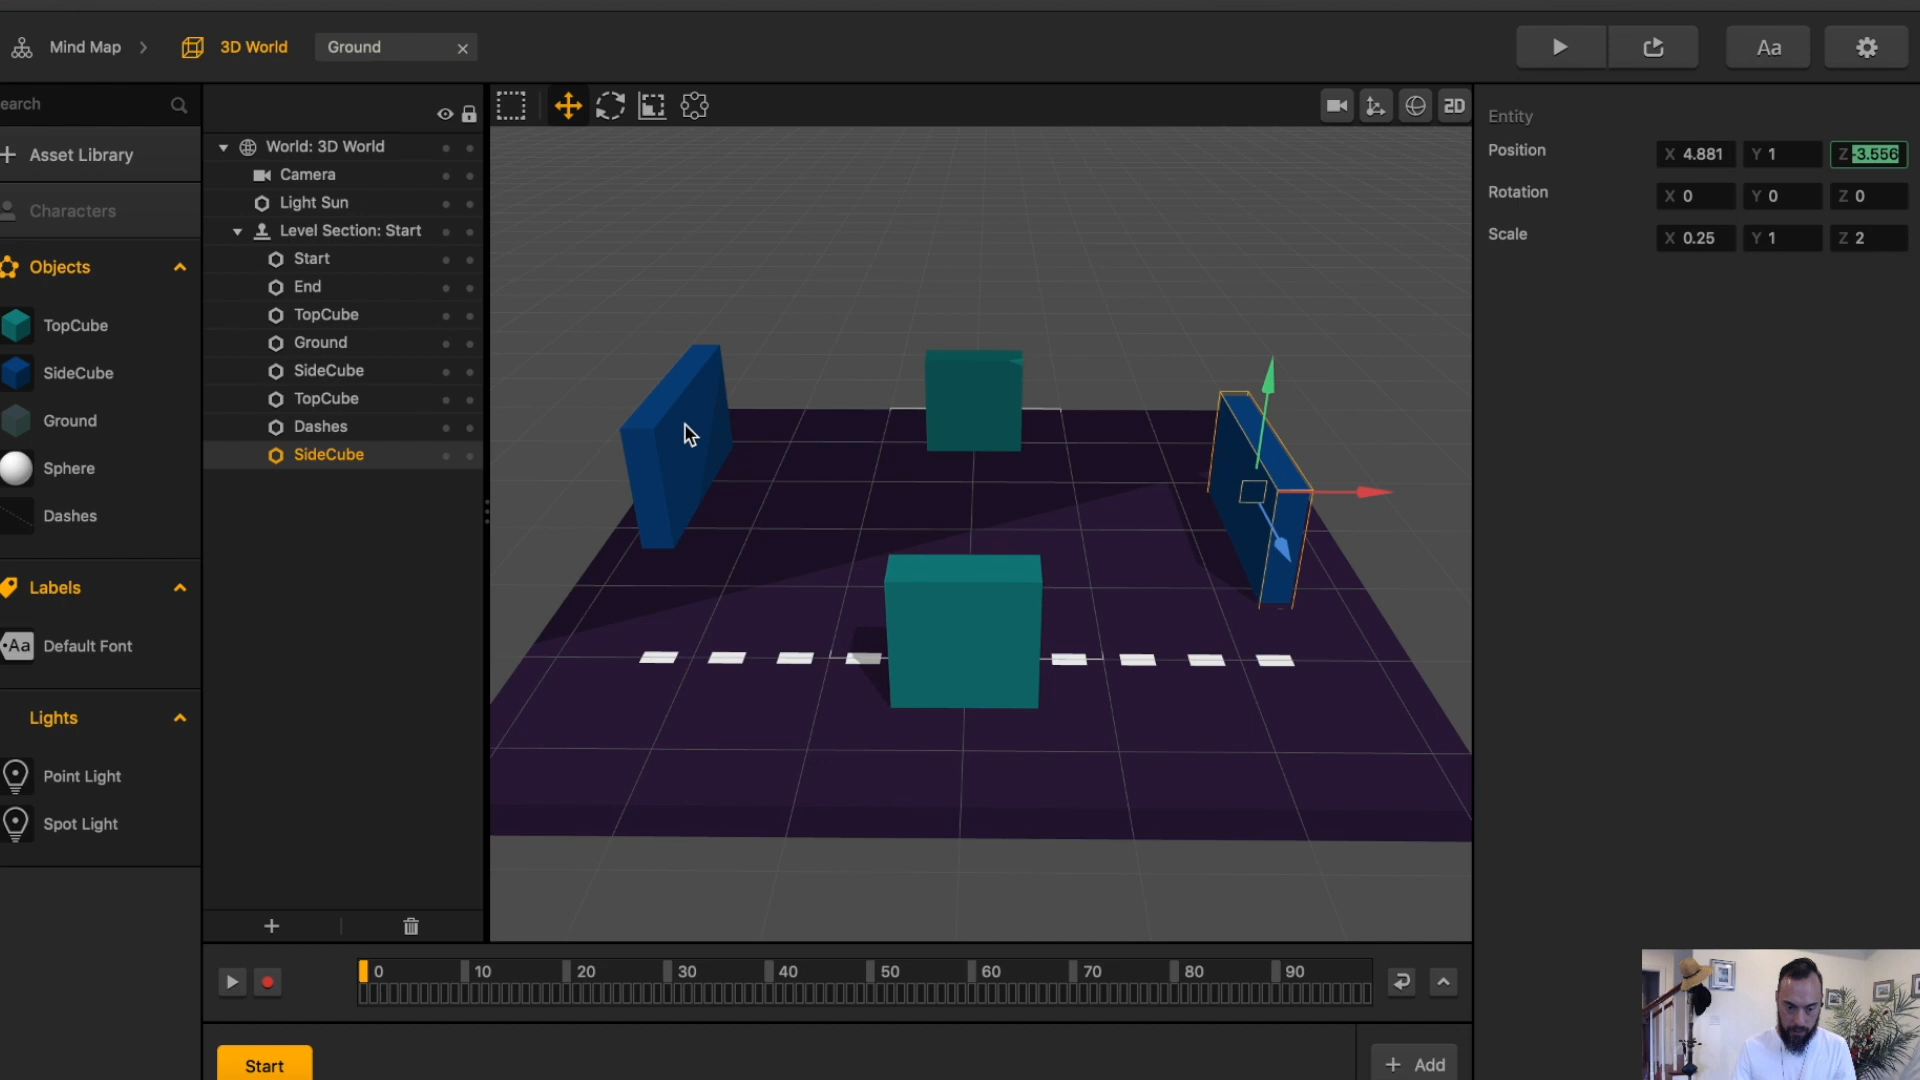 Mind Map
3D World
Ground
Aa
earch
Asset Library
Characters
Objects
TopCube
SideCube
Ground
Sphere
Dashes
Labels
Aa
Default Font
Lights
Point Light
Spot Light
World: 3D World
Camera
Light Sun
Level Section: Start
Start
End
TopCube
Ground
SideCube
TopCube
Dashes
SideCube
2D
Entity
Position
X 4.881
Y 1
Z -3.556
Rotation
X 0
Y 0
Z 0
Scale
X 0.25
Y 1
Z 2
0 10 20 30 40 50 60 70 80 90
Start
+ Add